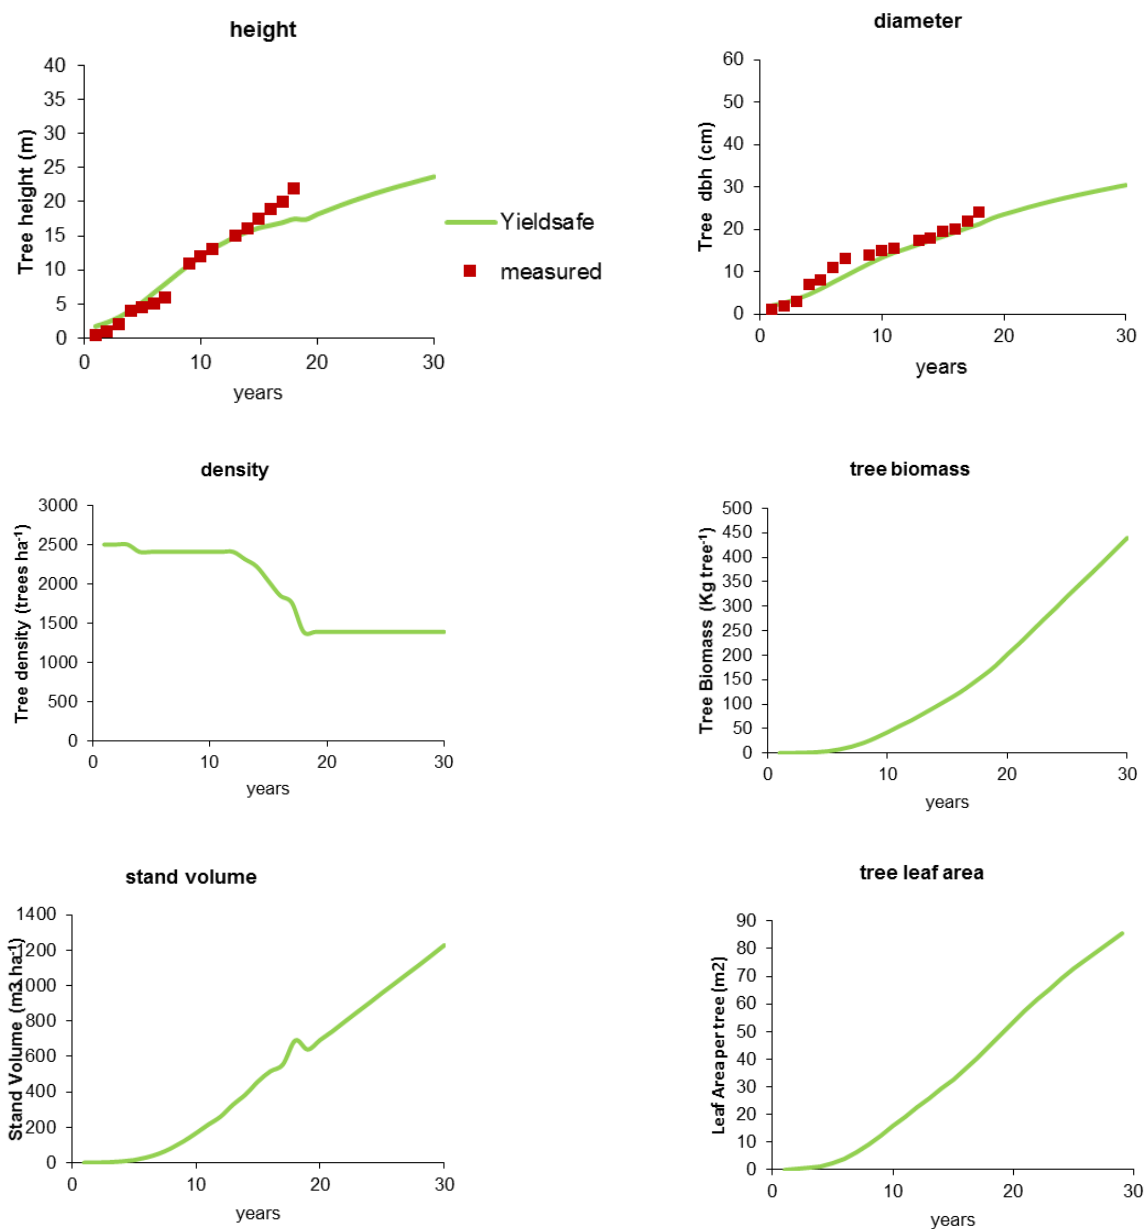 height
Tree height (m)
40
35
30
25
20
15
10
5
0
0 10 20 30
years
Yieldsafe
measured
diameter
Tree dbh (cm)
60
50
40
30
20
10
0
0 10 20 30
years
density
Tree density (trees ha-1)
3000
2500
2000
1500
1000
500
0
0 10 20 30
years
tree biomass
Tree Biomass (Kg tree-1)
500
450
400
350
300
250
200
150
100
50
0
0 10 20 30
years
stand volume
Stand Volume (m3 ha-1)
1400
1200
1000
800
600
400
200
0
0 10 20 30
years
tree leaf area
Leaf Area per tree (m2)
90
80
70
60
50
40
30
20
10
0
0 10 20 30
years